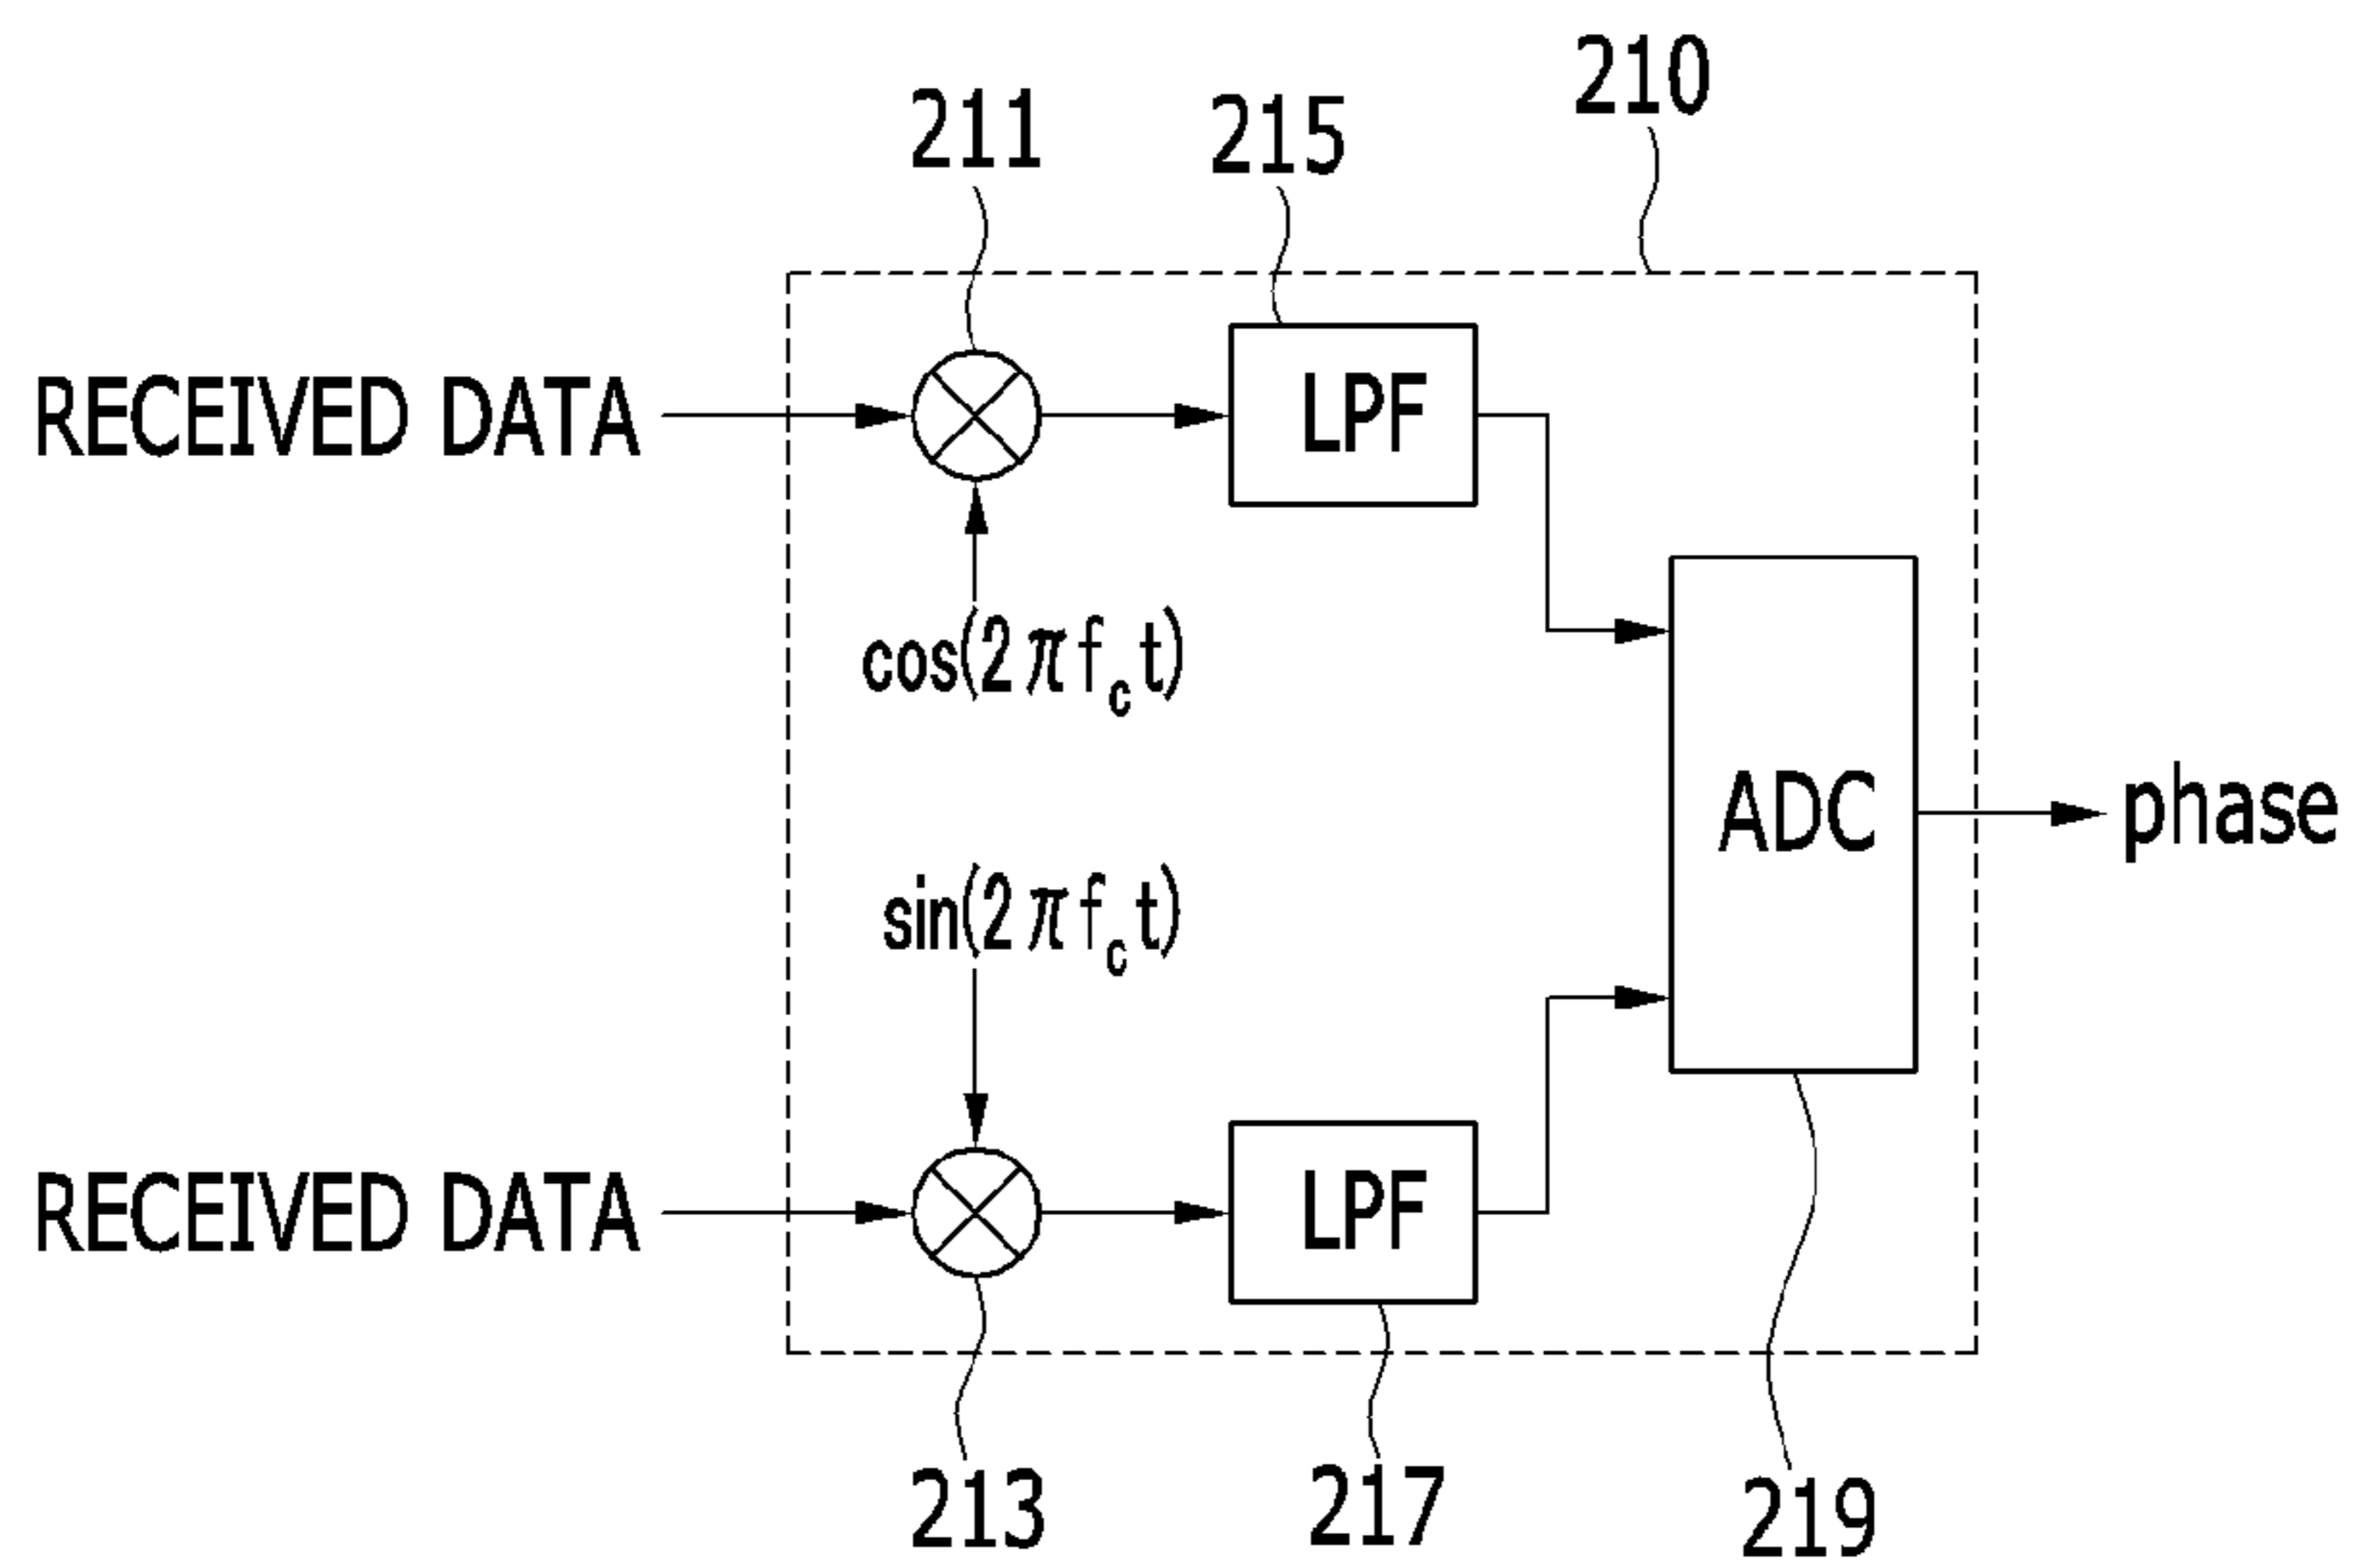 210
211
215
RECEIVED DATA
LPF
cos(2πf_c t)
ADC
phase
sin(2πf_c t)
RECEIVED DATA
LPF
213
217
219